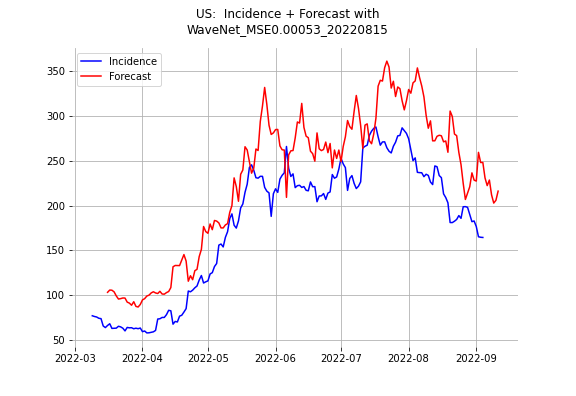 US:  Incidence + Forecast with
WaveNet_MSE0.00053_20220815
Incidence
Forecast
350
300
250
200
150
100
50
2022-03 2022-04 2022-05 2022-06 2022-07 2022-08 2022-09